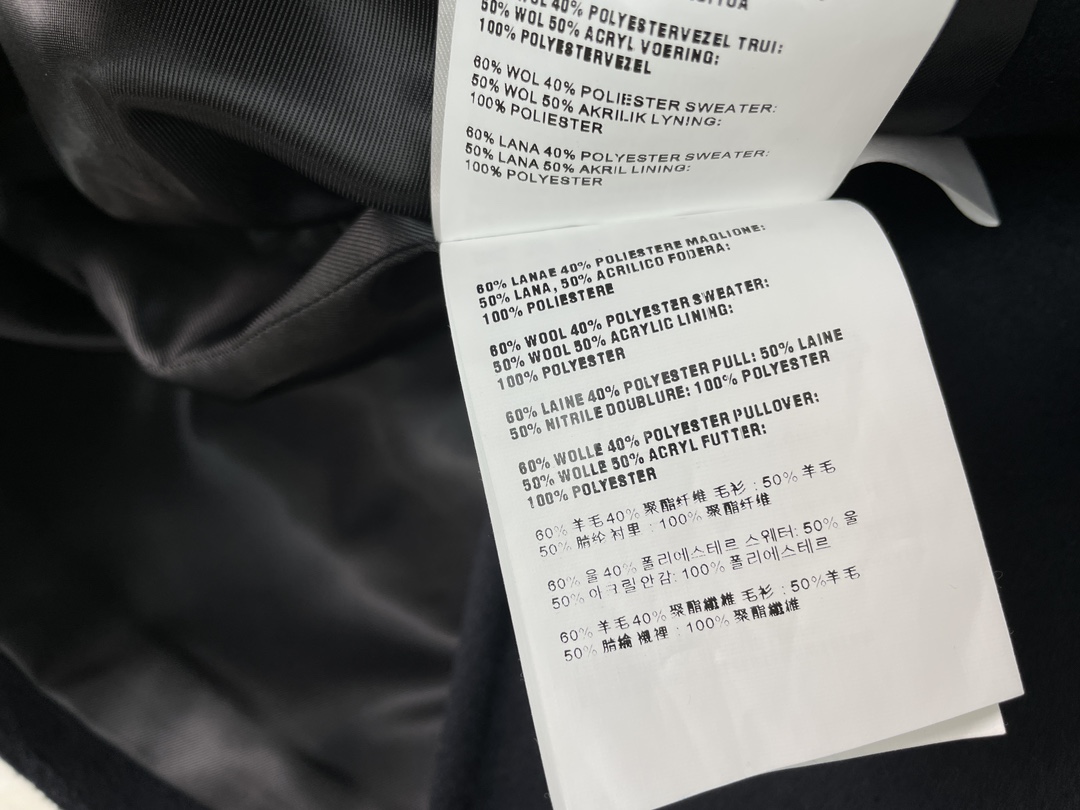 40% POLYESTERVEZEL TRUI:
50% WOL 50% ACRYL VOERING:
100% POLYESTERVEZEL
60% WOL 40% POLIESTER SWEATER:
50% WOL 50% AKRILIK LYNING:
100% POLIESTER
60% LANA 40% POLYESTER SWEATER:
50% LANA 50% AKRIL LINING:
100% POLYESTER
60% LANAE 40% POLIESTERE MAGLIONE:
50% LANA, 50% ACRILICO FODERA:
100% POLIESTERE
60% WOOL 40% POLYESTER SWEATER:
50% WOOL 50% ACRYLIC LINING:
100% POLYESTER
60% LAINE 40% POLYESTER PULL: 50% LAINE
50% NITRILE DOUBLURE: 100% POLYESTER
60% WOLLE 40% POLYESTER PULLOVER:
50% WOLLE 50% ACRYL FUTTER:
100% POLYESTER
60% 羊毛 40% 聚酯纤维 毛衫 : 50% 羊毛
50% 腈纶 衬里 : 100% 聚酯纤维
60% 울 40% 폴리에스테르 스웨터: 50% 울
50% 아크릴 안감: 100% 폴리에스테르
60% 羊毛 40% 聚酯纖維 毛衫 : 50% 羊毛
50% 腈綸 襯裡 : 100% 聚酯纖維